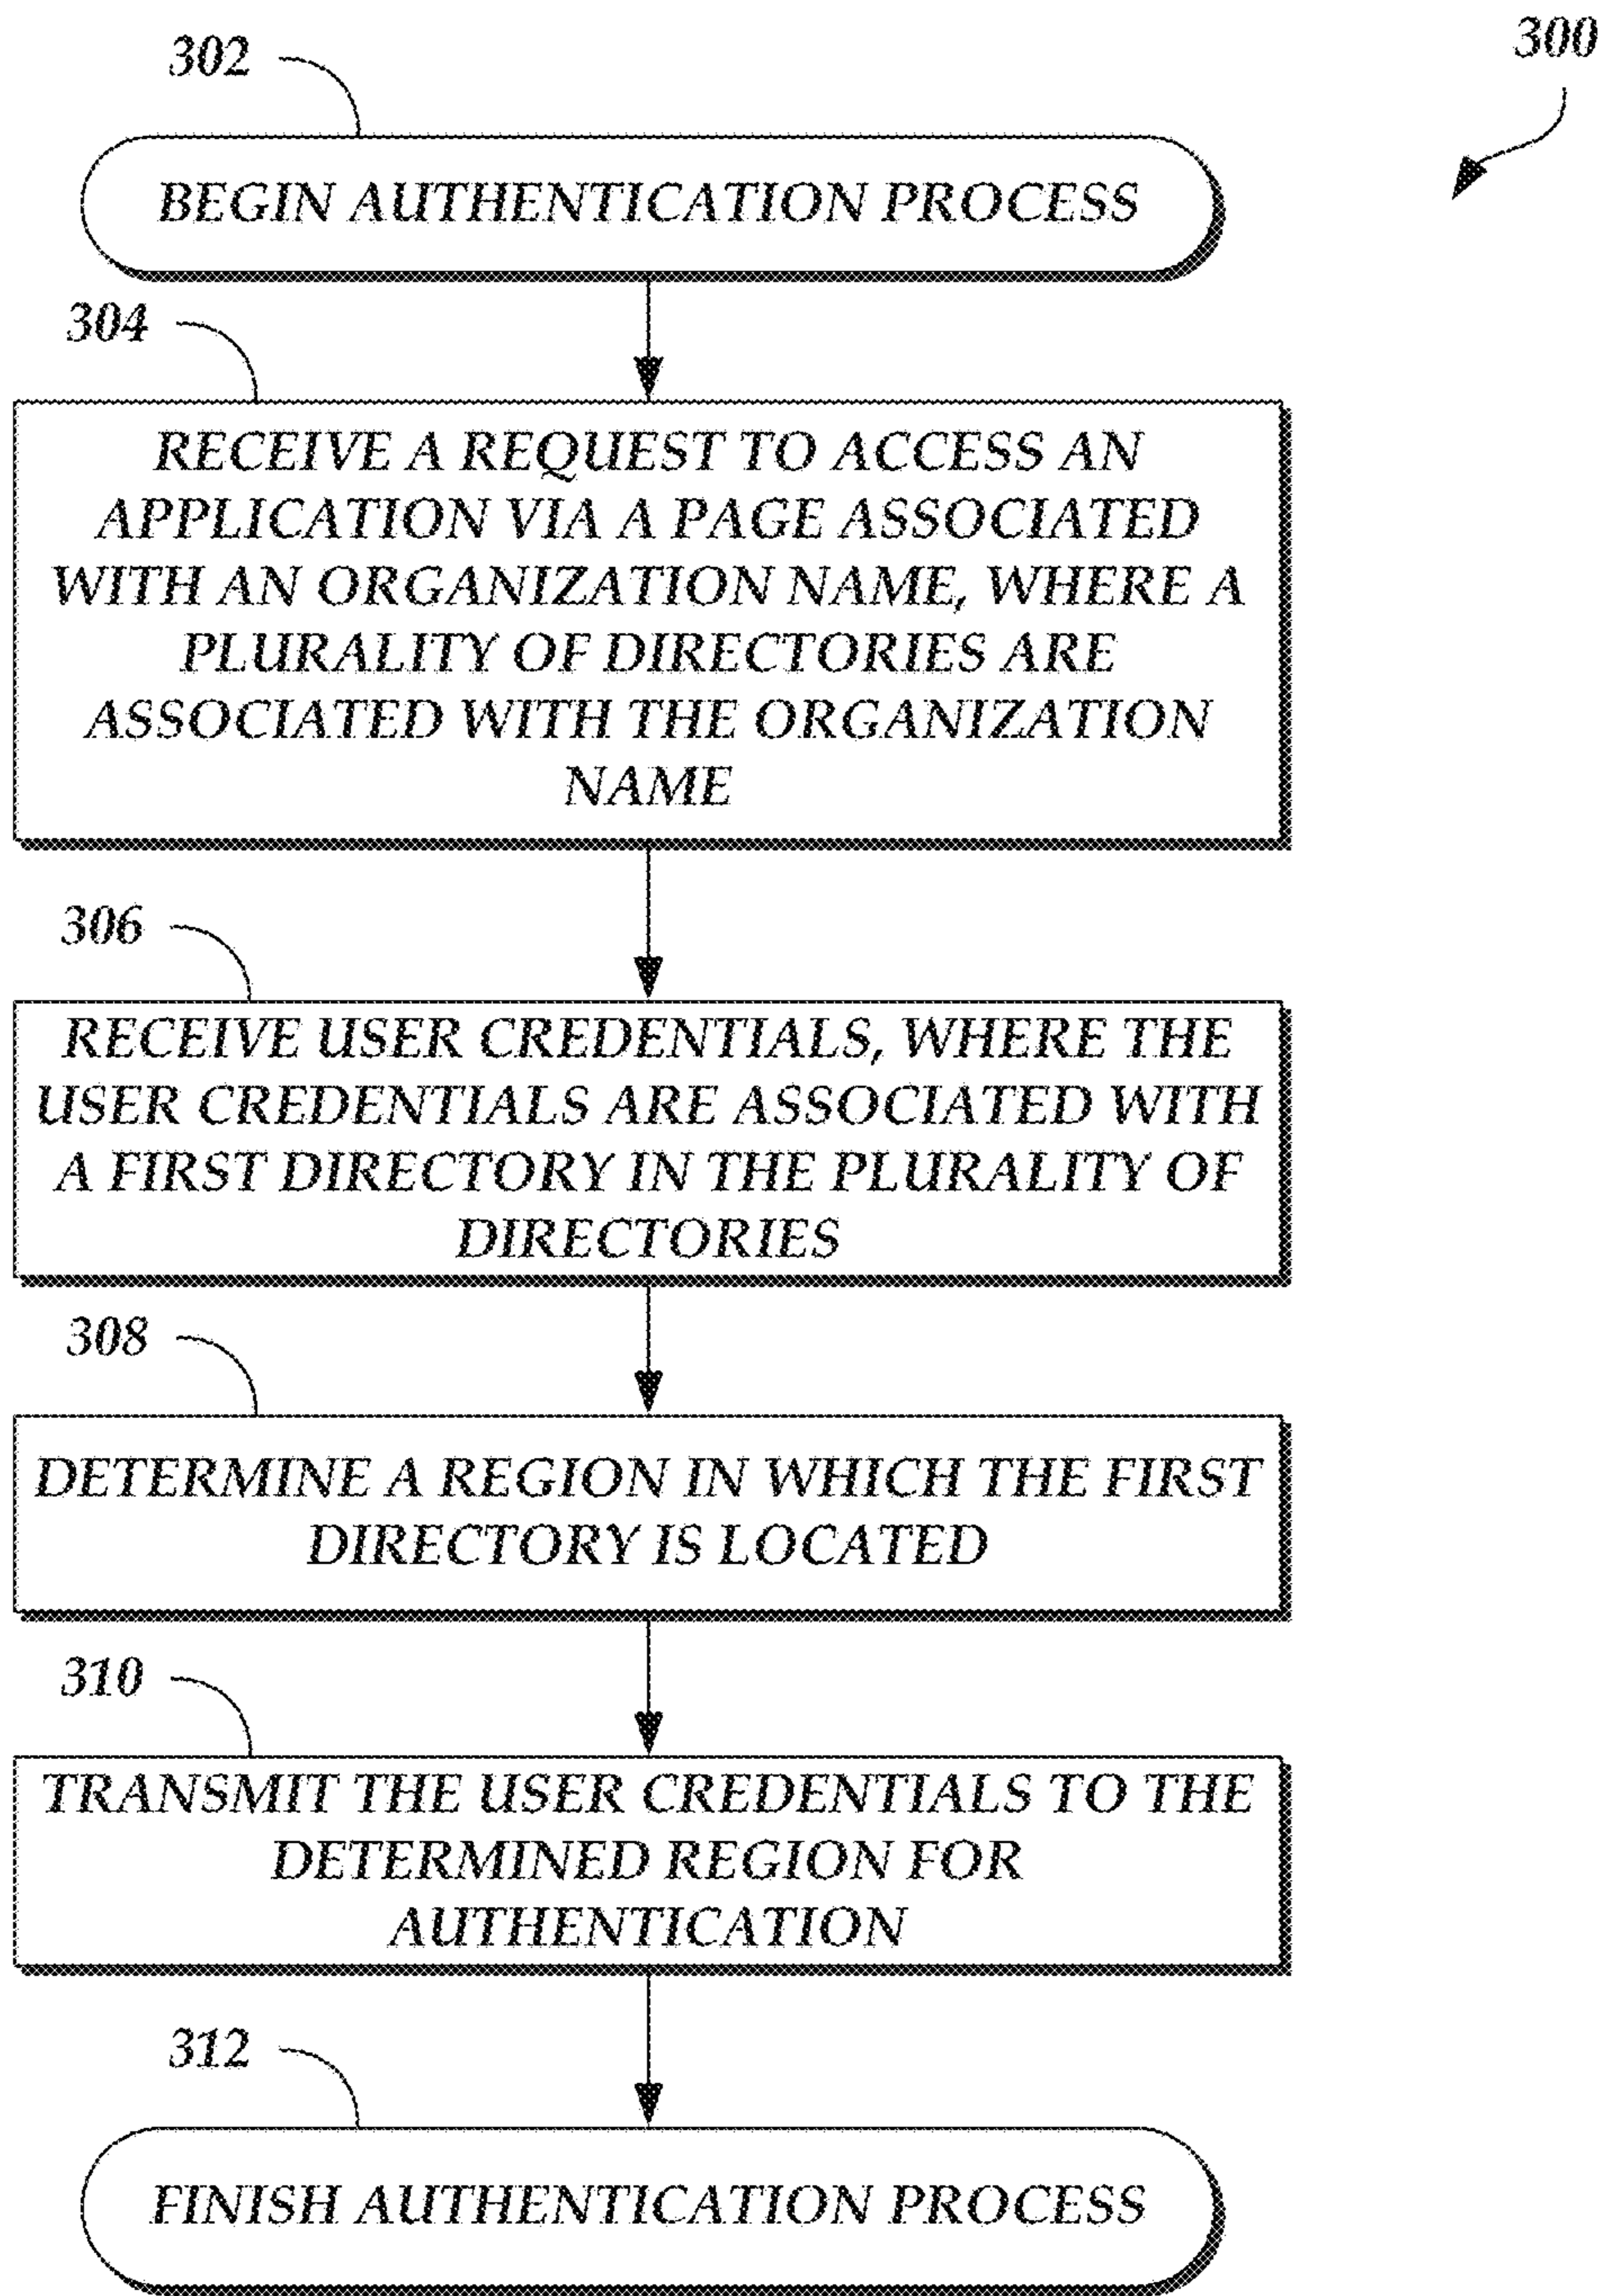 302
300
BEGIN AUTHENTICATION PROCESS
304
RECEIVE A REQUEST TO ACCESS AN
APPLICATION VIA A PAGE ASSOCIATED
WITH AN ORGANIZATION NAME, WHERE A
PLURALITY OF DIRECTORIES ARE
ASSOCIATED WITH THE ORGANIZATION
NAME
306
RECEIVE USER CREDENTIALS, WHERE THE
USER CREDENTIALS ARE ASSOCIATED WITH
A FIRST DIRECTORY IN THE PLURALITY OF
DIRECTORIES
308
DETERMINE A REGION IN WHICH THE FIRST
DIRECTORY IS LOCATED
310
TRANSMIT THE USER CREDENTIALS TO THE
DETERMINED REGION FOR
AUTHENTICATION
312
FINISH AUTHENTICATION PROCESS